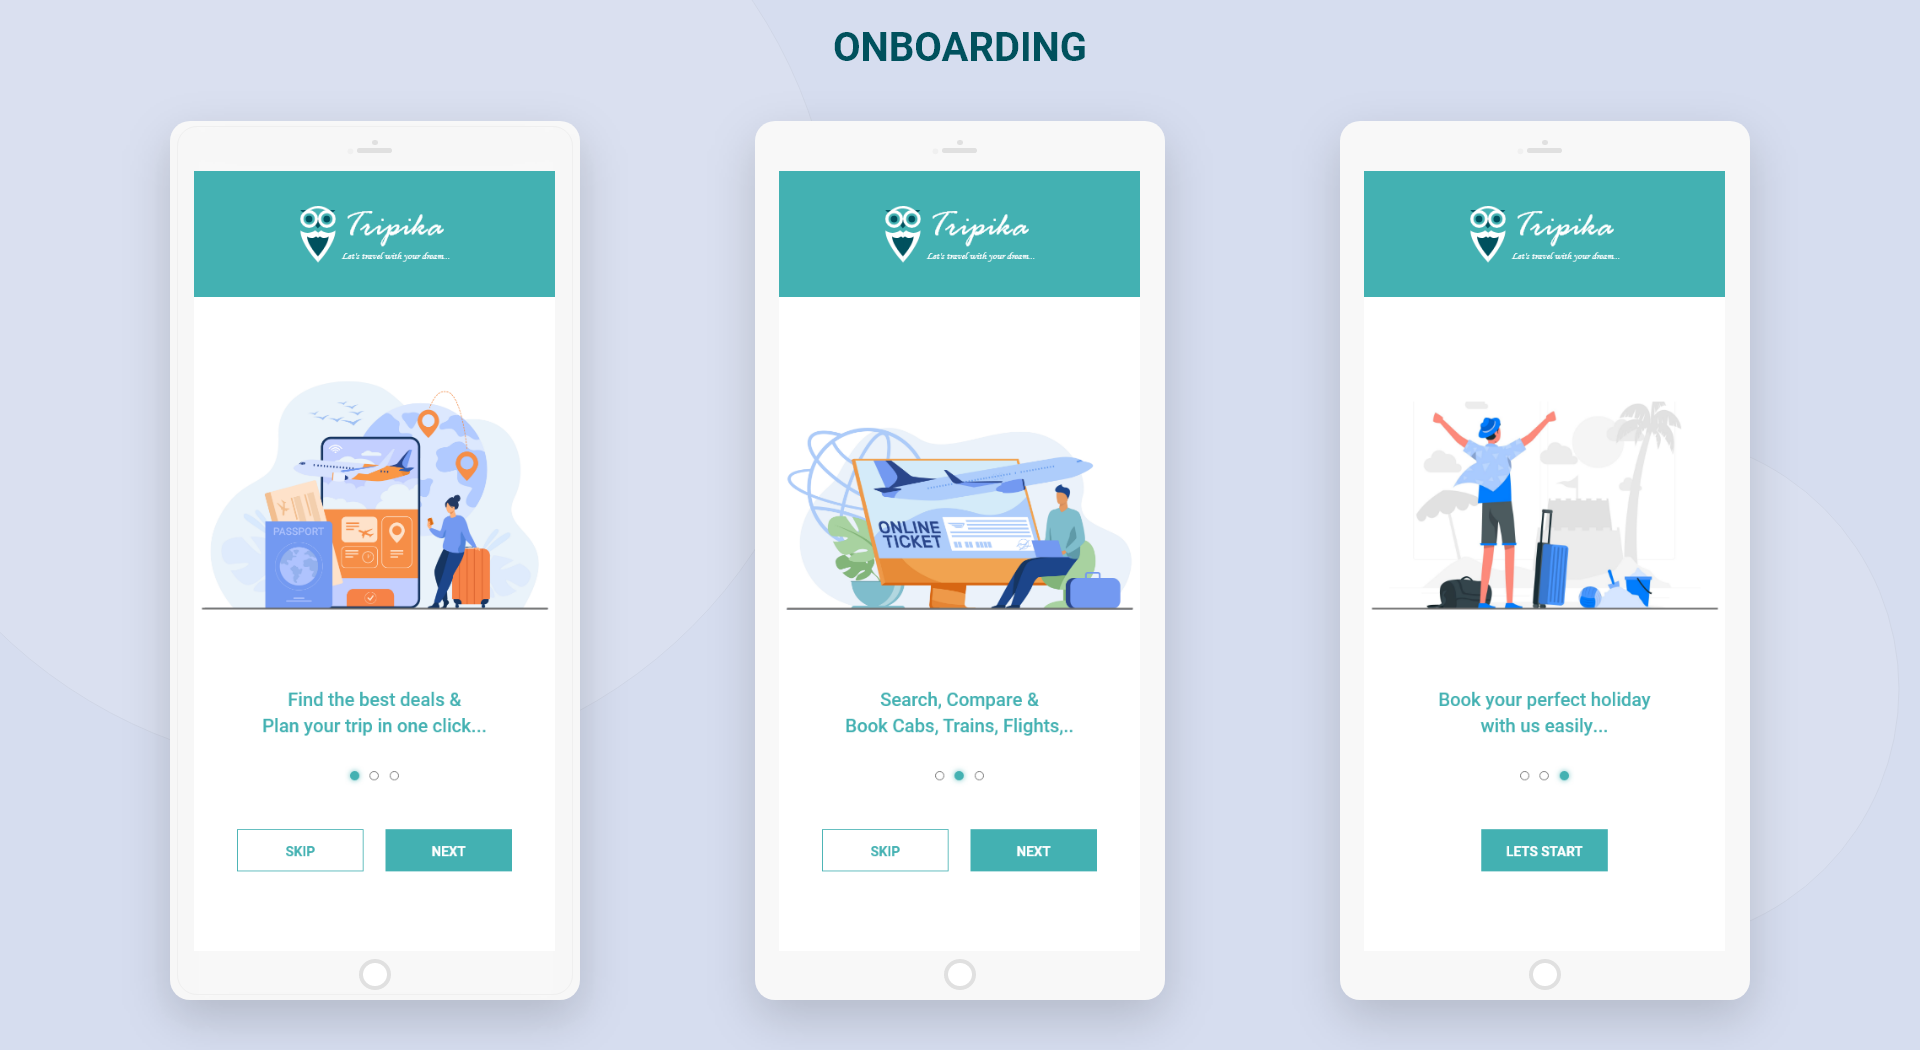 ONBOARDING
Tripika
Let's travel with your dream...
PASSPORT
Find the best deals &
Plan your trip in one click...
SKIP
NEXT
Tripika
Let's travel with your dream...
ONLINE
TICKET
Search, Compare &
Book Cabs, Trains, Flights,..
SKIP
NEXT
Tripika
Let's travel with your dream...
Book your perfect holiday
with us easily...
LETS START